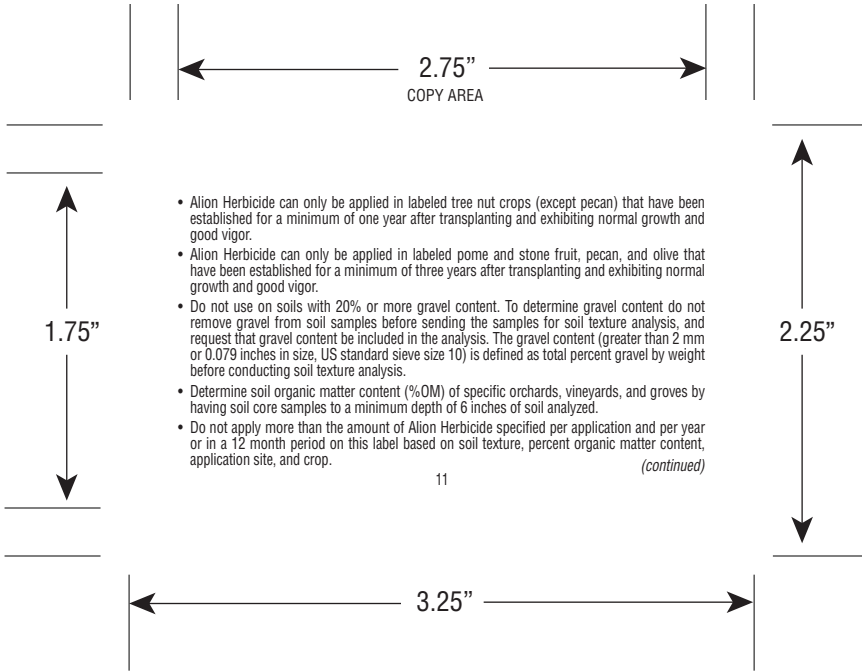 2.75”
COPY AREA
• Alion Herbicide can only be applied in labeled tree nut crops (except pecan) that have been
established for a minimum of one year after transplanting and exhibiting normal growth and
good vigor.
• Alion Herbicide can only be applied in labeled pome and stone fruit, pecan, and olive that
have been established for a minimum of three years after transplanting and exhibiting normal
growth and good vigor.
• Do not use on soils with 20% or more gravel content. To determine gravel content do not
remove gravel from soil samples before sending the samples for soil texture analysis, and
request that gravel content be included in the analysis. The gravel content (greater than 2 mm
or 0.079 inches in size, US standard sieve size 10) is defined as total percent gravel by weight
before conducting soil texture analysis.
• Determine soil organic matter content (%OM) of specific orchards, vineyards, and groves by
having soil core samples to a minimum depth of 6 inches of soil analyzed.
• Do not apply more than the amount of Alion Herbicide specified per application and per year
or in a 12 month period on this label based on soil texture, percent organic matter content,
application site, and crop.
(continued)
11
1.75”
2.25”
3.25”